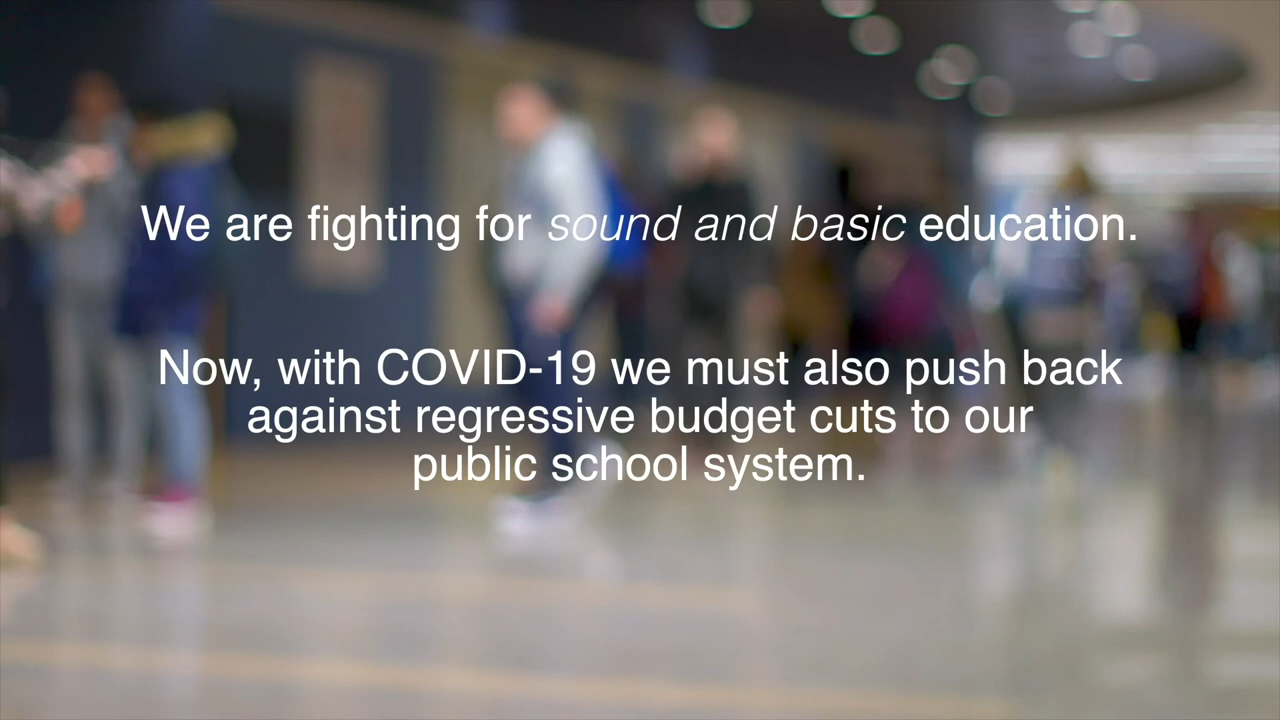 We are fighting for sound and basic education.
Now, with COVID-19 we must also push back
against regressive budget cuts to our
public school system.